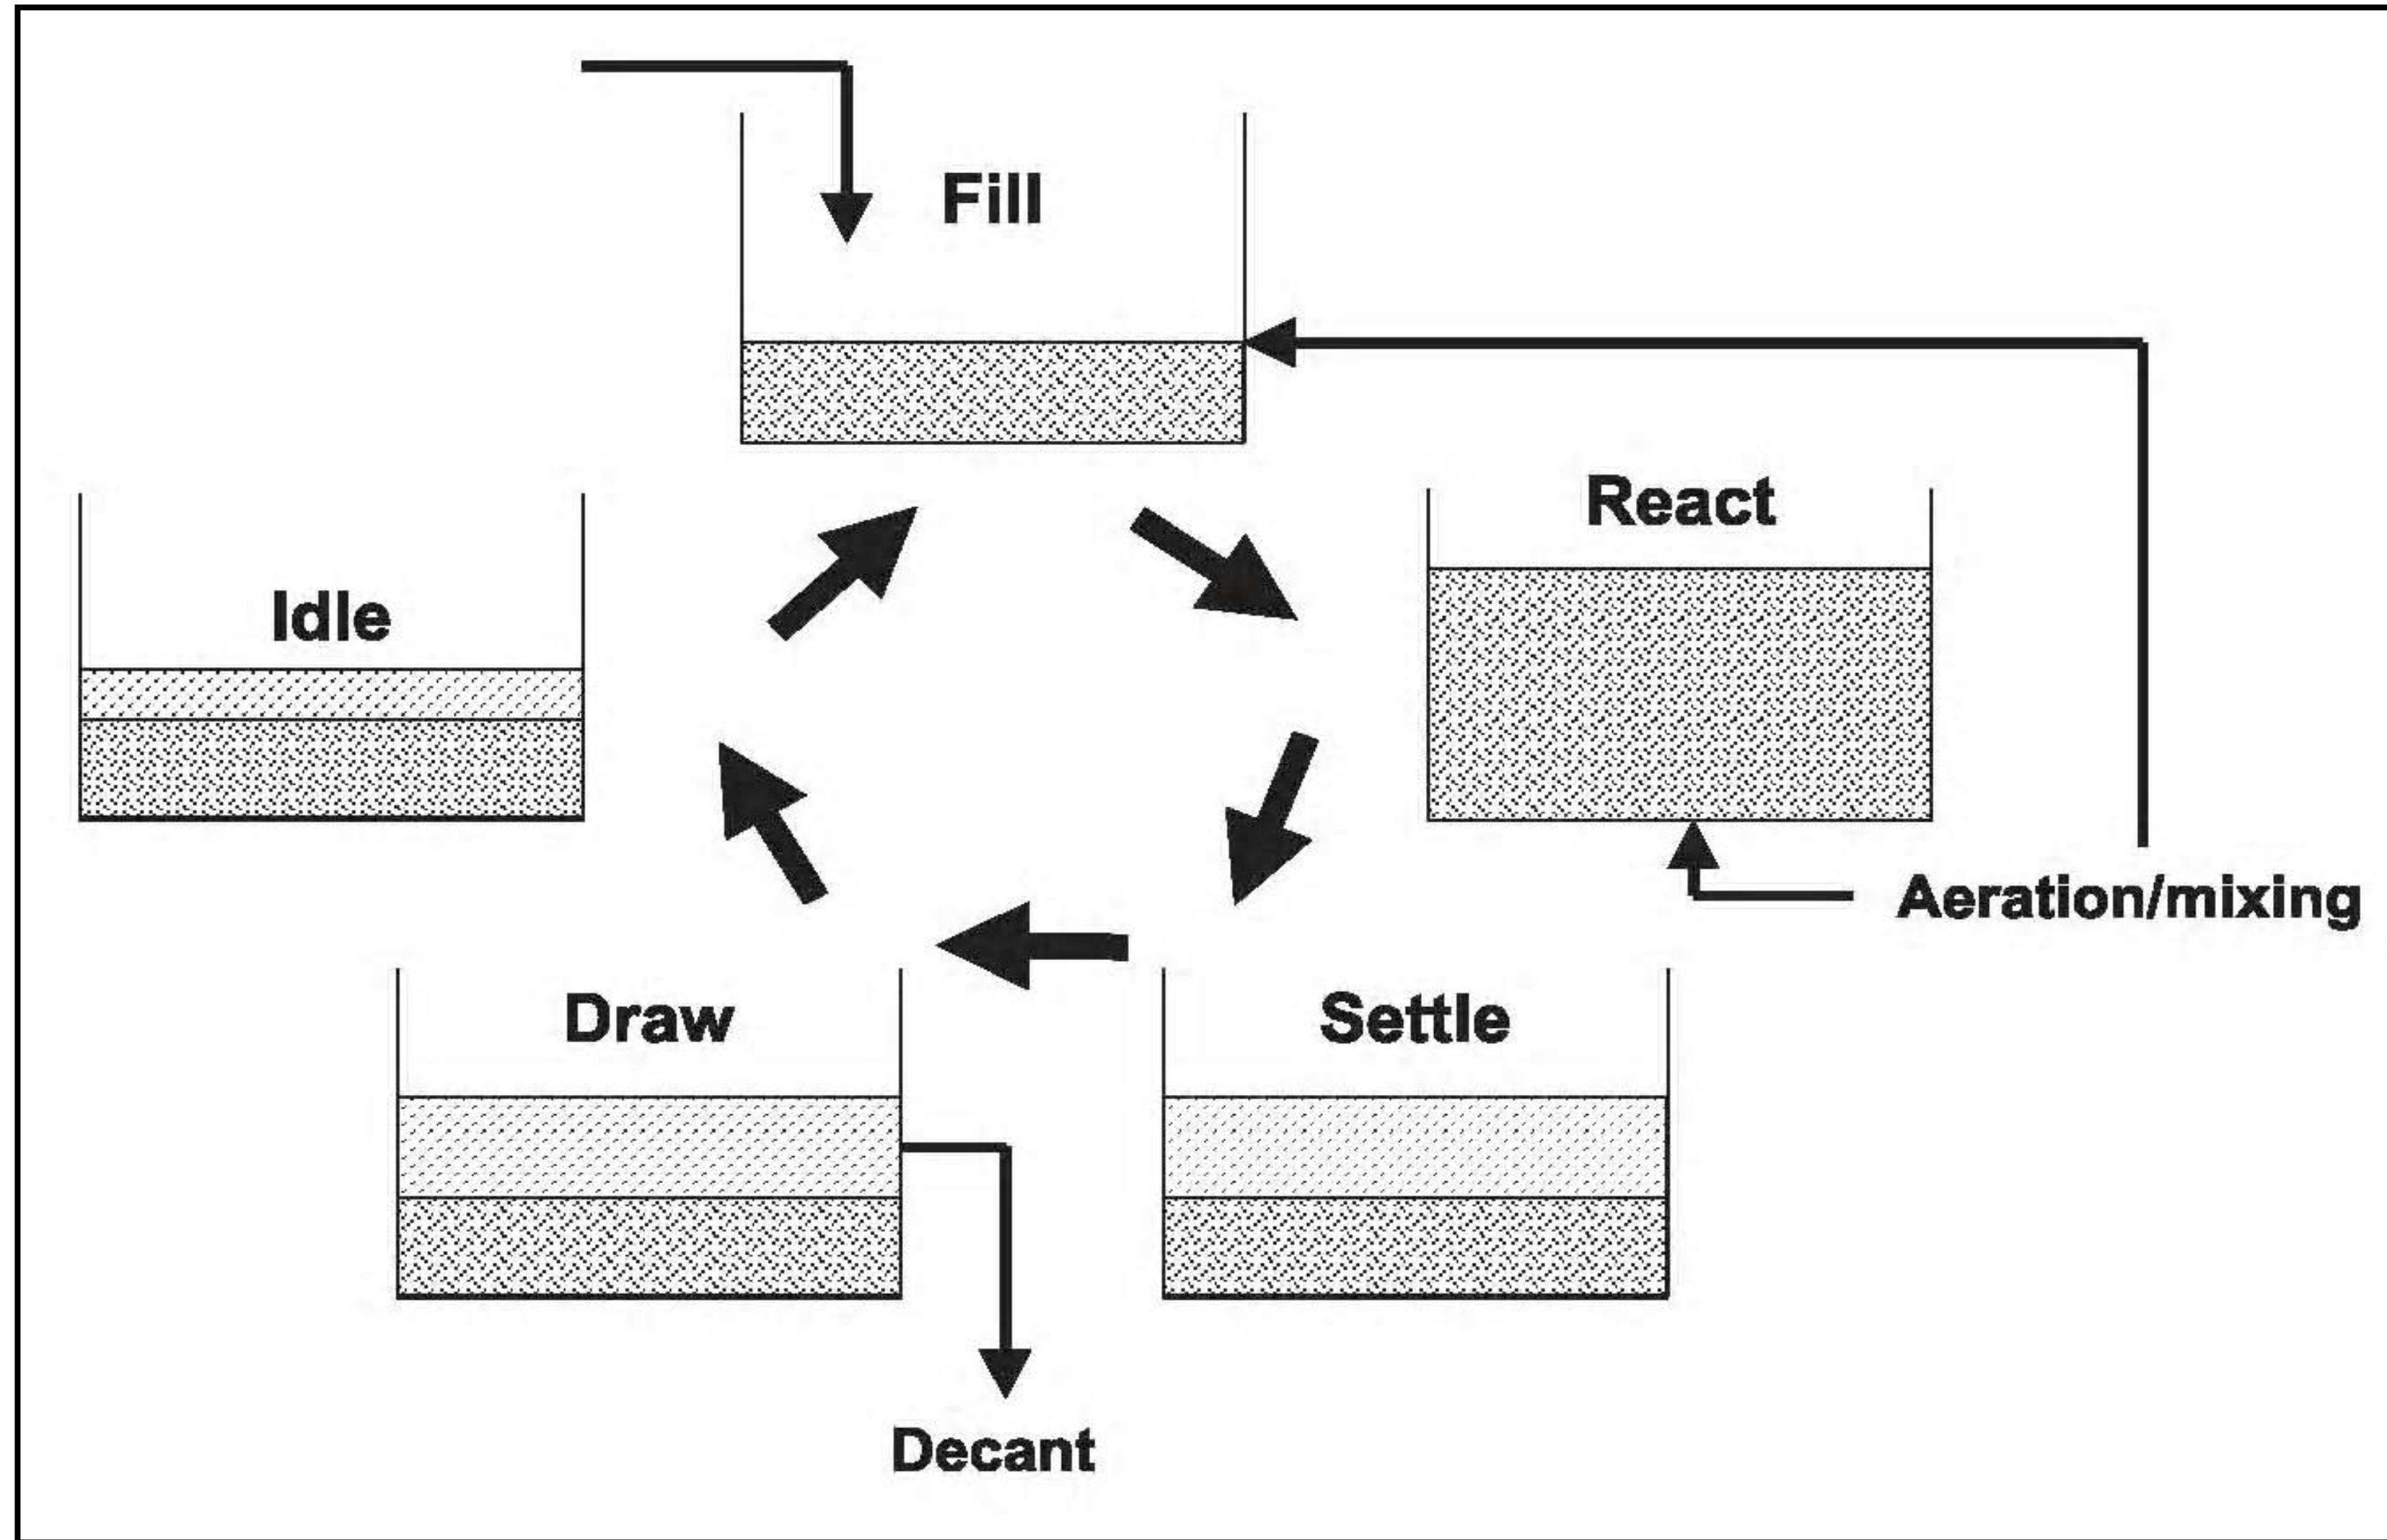 Fill
React
Idle
Aeration/mixing
Draw
Settle
Decant